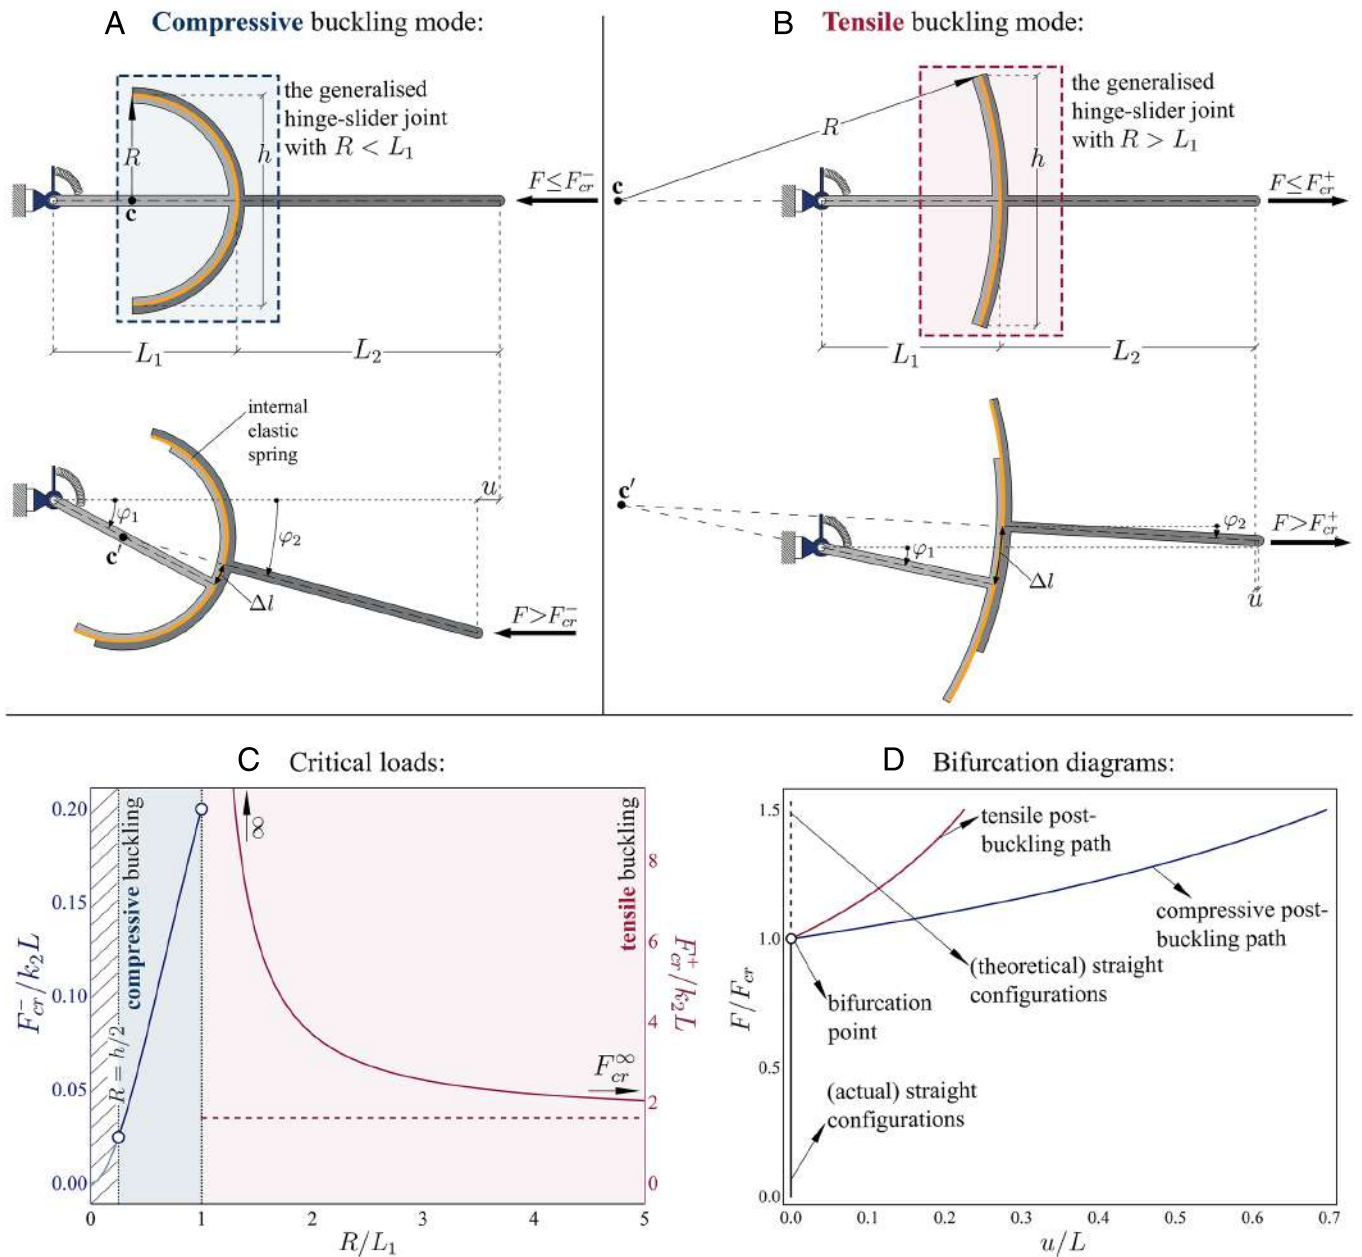 A Compressive buckling mode:
the generalised
hinge-slider joint
with R < L₁
R
h
c
F≤F⁻cr
L₁
L₂
internal
elastic
spring
u
φ₁
φ₂
c′
Δl
F>F⁻cr
B Tensile buckling mode:
the generalised
hinge-slider joint
with R > L₁
R
h
c
F≤F⁺cr
L₁
L₂
c′
φ₁
φ₂
F>F⁺cr
Δl
u
C Critical loads:
F⁻cr/k₂L
0.20
0.15
0.10
0.05
0.00
R = h/2
compressive buckling
∞
tensile buckling
F∞cr
8
6
4
2
0
F⁺cr/k₂L
0 1 2 3 4 5
R/L₁
D Bifurcation diagrams:
F/Fcr
1.5
1.0
0.5
0.0
tensile post-
buckling path
compressive post-
buckling path
(theoretical) straight
configurations
bifurcation
point
(actual) straight
configurations
0.0 0.1 0.2 0.3 0.4 0.5 0.6 0.7
u/L